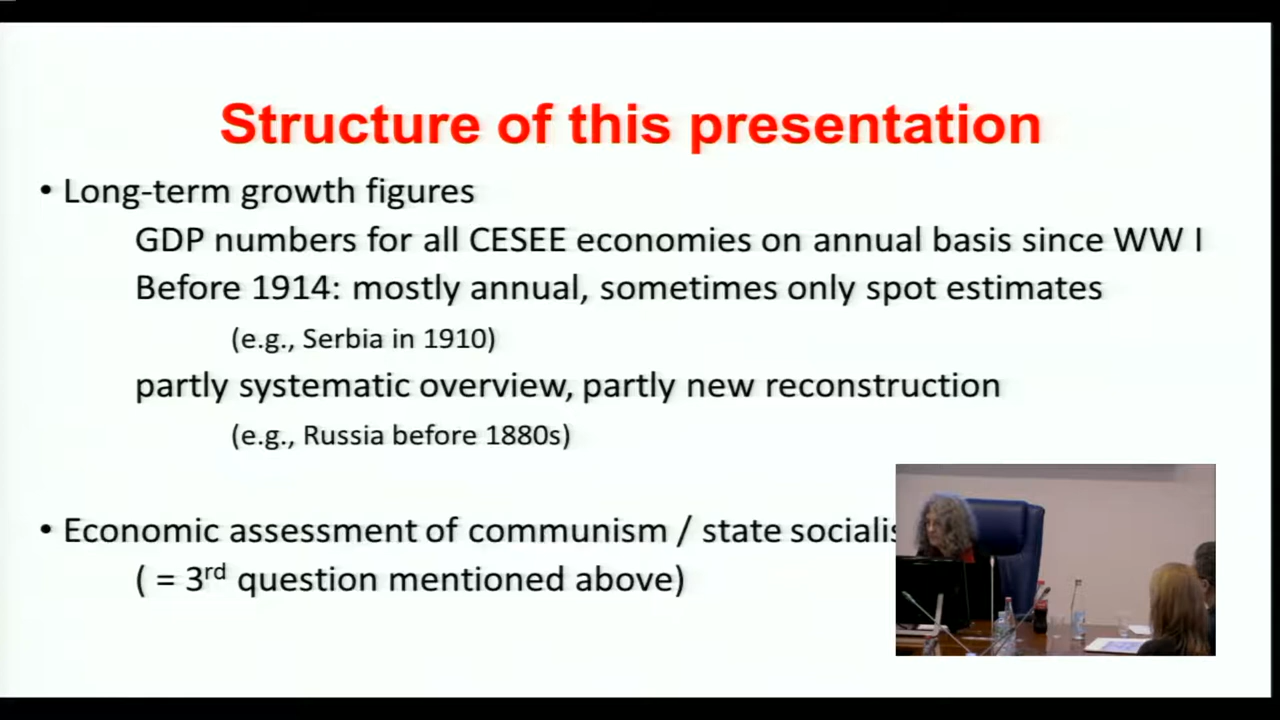 Structure of this presentation
• Long-term growth figures
GDP numbers for all CESEE economies on annual basis since WW I
Before 1914: mostly annual, sometimes only spot estimates
(e.g., Serbia in 1910)
partly systematic overview, partly new reconstruction
(e.g., Russia before 1880s)
• Economic assessment of communism / state socialis
( = 3rd question mentioned above)